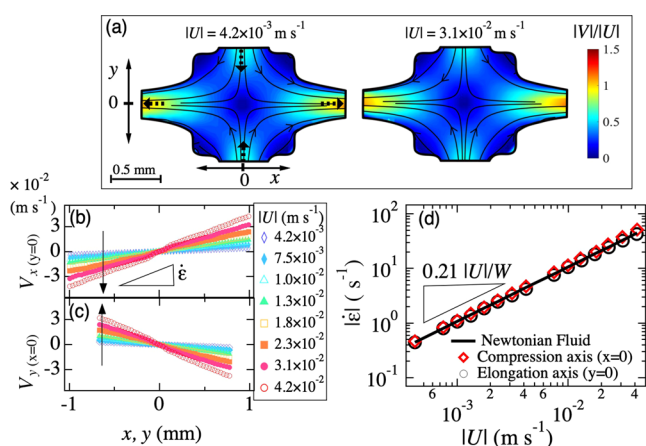 (a) |U| = 4.2×10⁻³ m s⁻¹ |U| = 3.1×10⁻² m s⁻¹ |V|/|U|
y
0
0.5 mm
0 x
1.5
1.0
0.5
0
× 10⁻²
(m s⁻¹)
(b)
3
0
-3
V x (y=0)
ε̇
(c)
3
0
-3
V y (x=0)
-1 0 1
x, y (mm)
|U| (m s⁻¹)
4.2×10⁻³
7.5×10⁻³
1.0×10⁻²
1.3×10⁻²
1.8×10⁻²
2.3×10⁻²
3.1×10⁻²
4.2×10⁻²
(d)
10²
10¹
10⁰
10⁻¹
|ε̇| ( s⁻¹)
0.21 |U|/W
Newtonian Fluid
Compression axis (x=0)
Elongation axis (y=0)
4 6 10⁻³ 2 4 6 10⁻² 2 4
|U| (m s⁻¹)